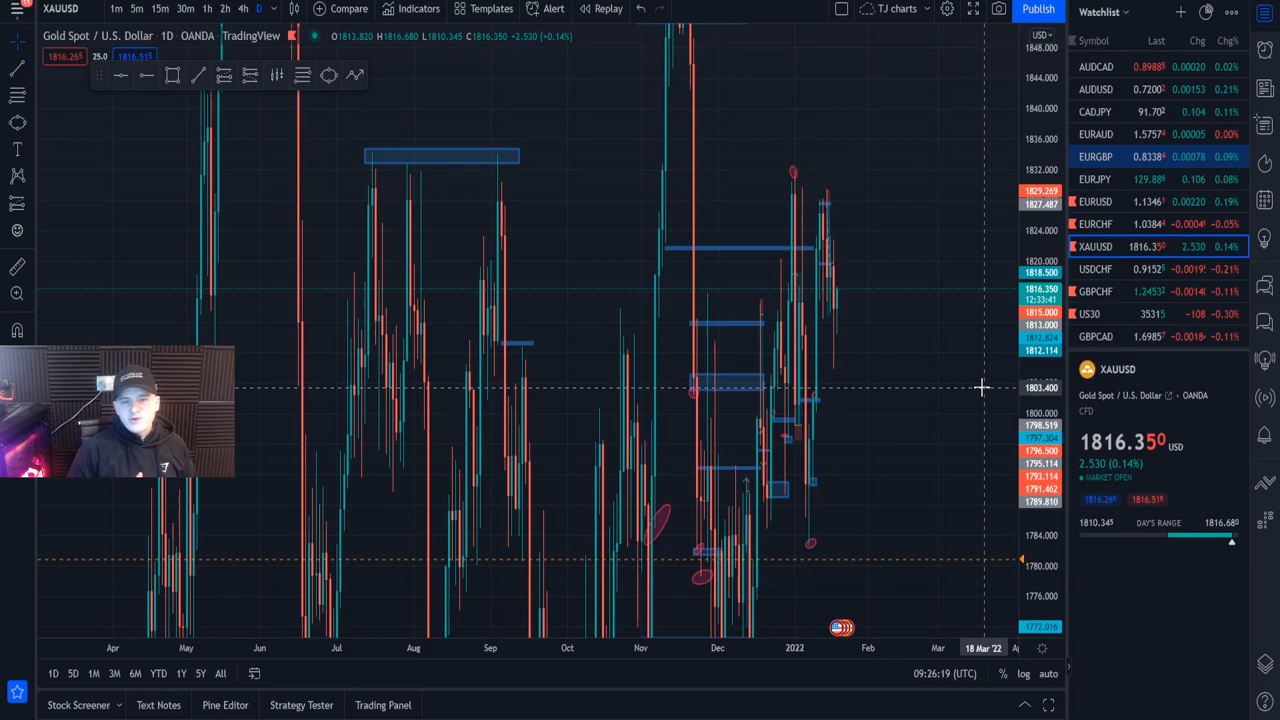 XAUUSD 1m 5m 15m 30m 1h 2h 4h D Compare Indicators Templates Alert Replay TJ charts Publish
Gold Spot / U.S. Dollar · 1D · OANDA · TradingView O1813.820 H1816.680 L1810.345 C1816.350 +2.530 (+0.14%)
1816.265 25.0 1816.515
USD
1848.000
1844.000
1840.000
1836.000
1832.000
1829.269
1827.487
1824.000
1820.000
1818.500
1816.350
12:33:41
1815.000
1813.000
1812.824
1812.114
1803.400
1800.000
1798.519
1797.304
1796.500
1795.114
1793.114
1791.462
1789.810
1784.000
1780.000
1776.000
1772.016
Apr May Jun Jul Aug Sep Oct Nov Dec 2022 Feb Mar 18 Mar '22
1D 5D 1M 3M 6M YTD 1Y 5Y All 09:26:19 (UTC) % log auto
Stock Screener Text Notes Pine Editor Strategy Tester Trading Panel
Watchlist
Symbol Last Chg Chg%
AUDCAD 0.89885 0.00020 0.02%
AUDUSD 0.72002 0.00153 0.21%
CADJPY 91.702 0.104 0.11%
EURAUD 1.57574 0.00005 0.00%
EURGBP 0.83384 0.00078 0.09%
EURJPY 129.886 0.106 0.08%
EURUSD 1.13461 0.00220 0.19%
EURCHF 1.03844 -0.0004 -0.05%
XAUUSD 1816.350 2.530 0.14%
USDCHF 0.91525 -0.0019 -0.21%
GBPCHF 1.24532 -0.0014 -0.11%
US30 35315 -108 -0.30%
GBPCAD 1.69857 -0.0018 -0.11%
XAUUSD
Gold Spot / U.S. Dollar · OANDA
CFD
1816.350 USD
2.530 (0.14%)
MARKET OPEN
1816.265 1816.518
1810.345 DAY'S RANGE 1816.680